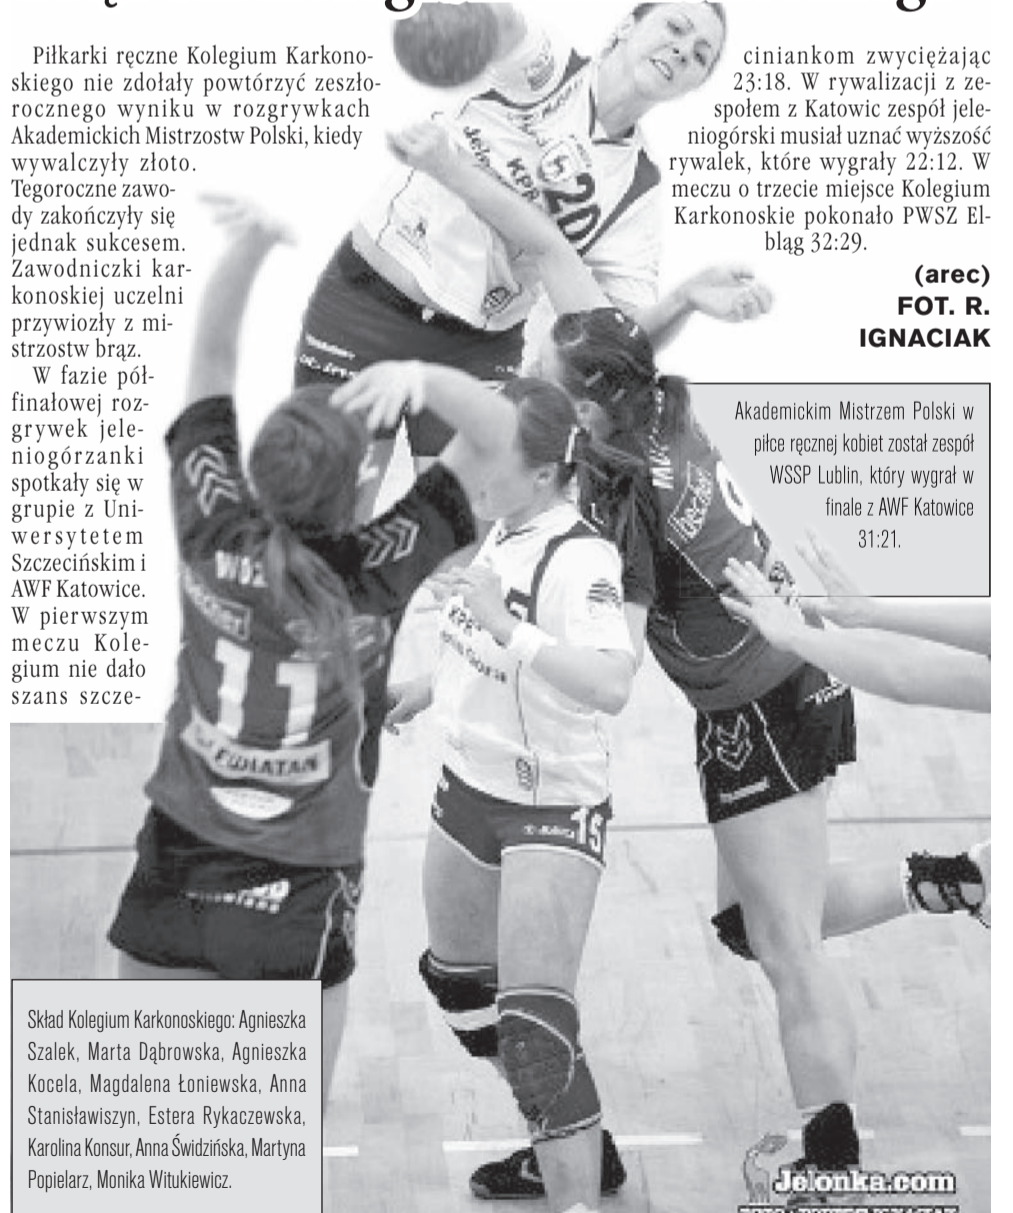 Piłkarki ręczne Kolegium Karkono-
skiego nie zdołały powtórzyć zeszło-
rocznego wyniku w rozgrywkach
Akademickich Mistrzostw Polski, kiedy
wywalczyły złoto.
Tegoroczne zawo-
dy zakończyły się
jednak sukcesem.
Zawodniczki kar-
konoskiej uczelni
przywiozły z mi-
strzostw brąz.
W fazie pół-
finałowej roz-
grywek jele-
niogórzanki
spotkały się w
grupie z Uni-
wersytetem
Szczecińskim i
AWF Katowice.
W pierwszym
meczu Kole-
gium nie dało
szans szcze-
ciniankom zwyciężając
23:18. W rywalizacji z ze-
społem z Katowic zespół jele-
niogórski musiał uznać wyższość
rywalek, które wygrały 22:12. W
meczu o trzecie miejsce Kolegium
Karkonoskie pokonało PWSZ El-
bląg 32:29.
(arec)
FOT. R.
IGNACIAK
Akademickim Mistrzem Polski w
piłce ręcznej kobiet został zespół
WSSP Lublin, który wygrał w
finale z AWF Katowice
31:21.
Skład Kolegium Karkonoskiego: Agnieszka
Szalek, Marta Dąbrowska, Agnieszka
Kocela, Magdalena Łoniewska, Anna
Stanisławiszyn, Estera Rykaczewska,
Karolina Konsur, Anna Świdzińska, Martyna
Popielarz, Monika Witukiewicz.
KPR
20
11
KPR
15
Jelonka.com